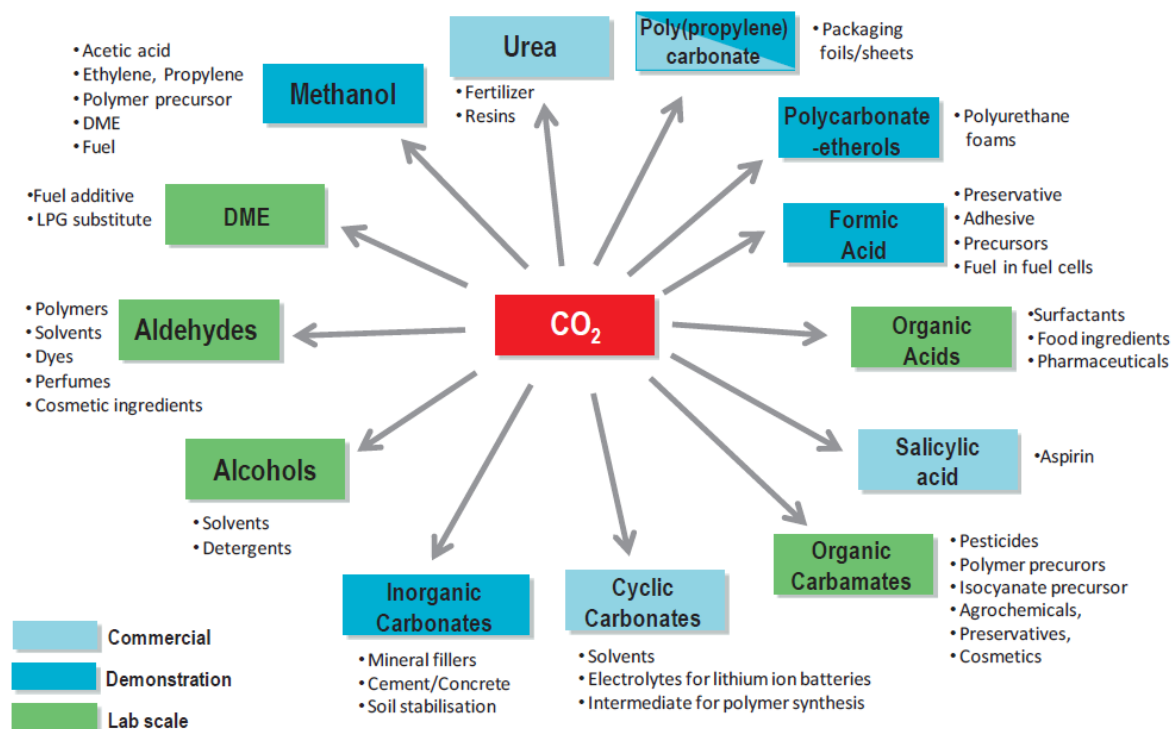 Urea
• Fertilizer
• Resins
Poly(propylene)
carbonate
• Packaging
foils/sheets
• Acetic acid
• Ethylene, Propylene
• Polymer precursor
• DME
• Fuel
Methanol
Polycarbonate
-etherols
• Polyurethane
foams
•Fuel additive
• LPG substitute
DME
Formic
Acid
• Preservative
• Adhesive
• Precursors
• Fuel in fuel cells
• Polymers
• Solvents
• Dyes
• Perfumes
• Cosmetic ingredients
Aldehydes
CO₂
Organic
Acids
• Surfactants
• Food ingredients
• Pharmaceuticals
Alcohols
• Solvents
• Detergents
Salicylic
acid
•Aspirin
Inorganic
Carbonates
• Mineral fillers
• Cement/Concrete
• Soil stabilisation
Cyclic
Carbonates
• Solvents
• Electrolytes for lithium ion batteries
• Intermediate for polymer synthesis
Organic
Carbamates
• Pesticides
• Polymer precurors
• Isocyanate precursor
• Agrochemicals,
• Preservatives,
• Cosmetics
Commercial
Demonstration
Lab scale